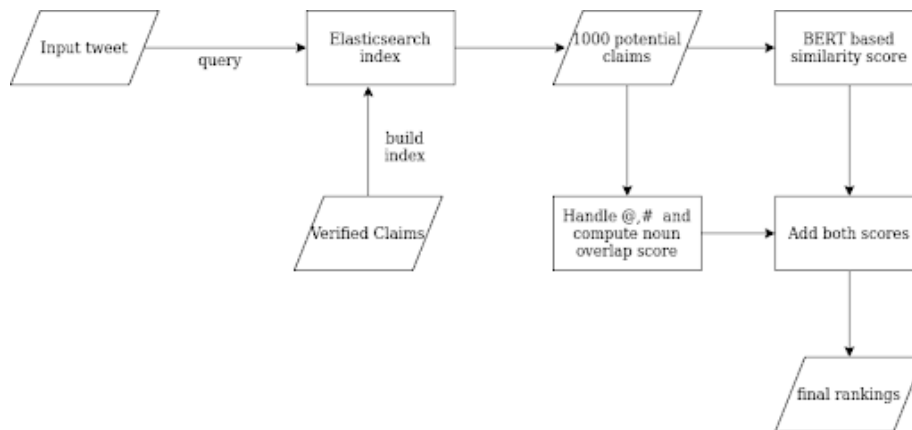 Input tweet
query
Elasticsearch
index
1000 potential
claims
BERT based
similarity score
build
index
Verified Claims
Handle @,# and
compute noun
overlap score
Add both scores
final rankings